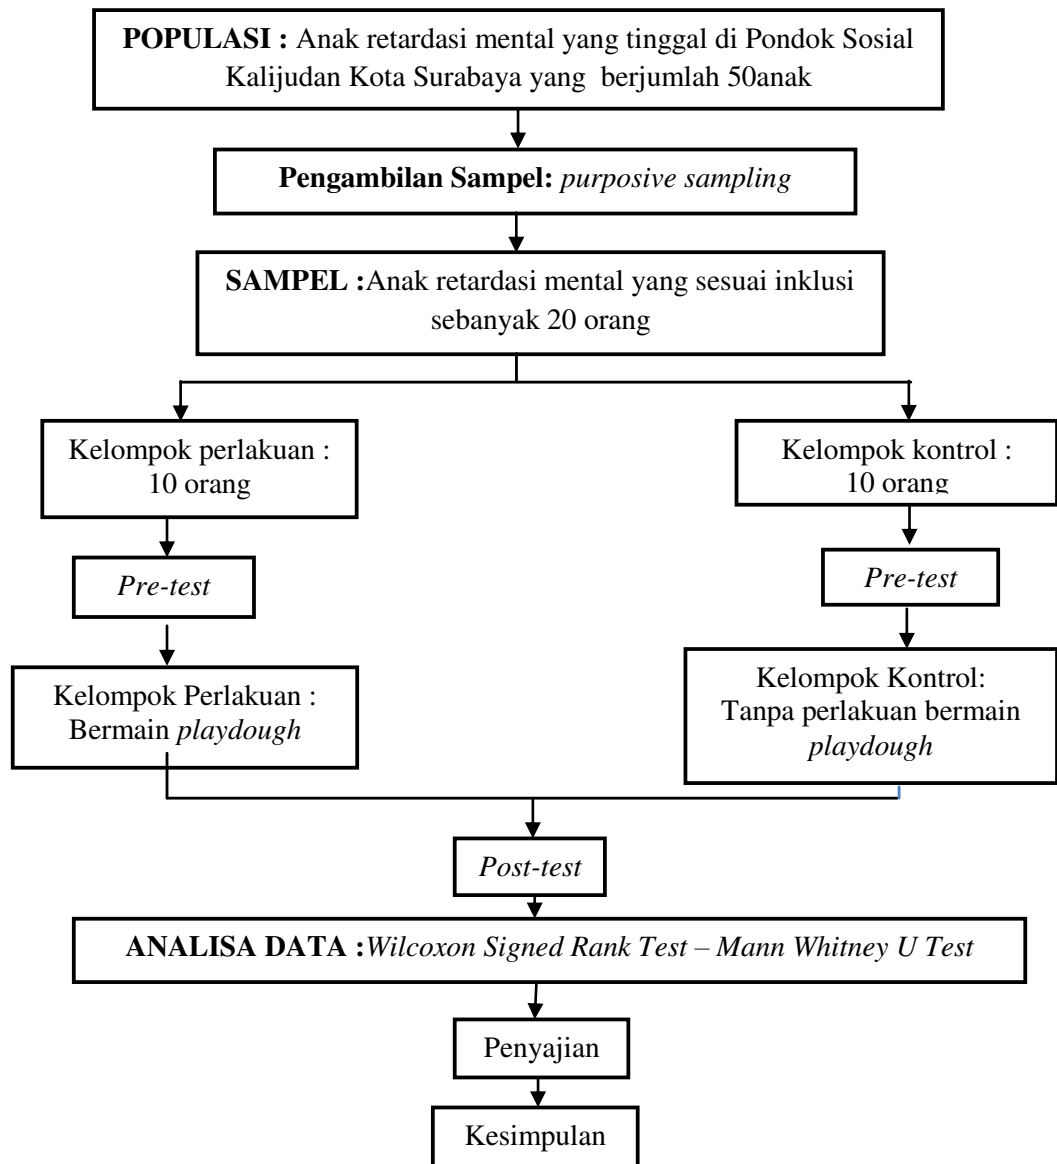 POPULASI : Anak retardasi mental yang tinggal di Pondok Sosial
Kalijudan Kota Surabaya yang berjumlah 50anak
Pengambilan Sampel: purposive sampling
SAMPEL :Anak retardasi mental yang sesuai inklusi
sebanyak 20 orang
Kelompok perlakuan :
10 orang
Kelompok kontrol :
10 orang
Pre-test
Pre-test
Kelompok Perlakuan :
Bermain playdough
Kelompok Kontrol:
Tanpa perlakuan bermain
playdough
Post-test
ANALISA DATA :Wilcoxon Signed Rank Test – Mann Whitney U Test
Penyajian
Kesimpulan